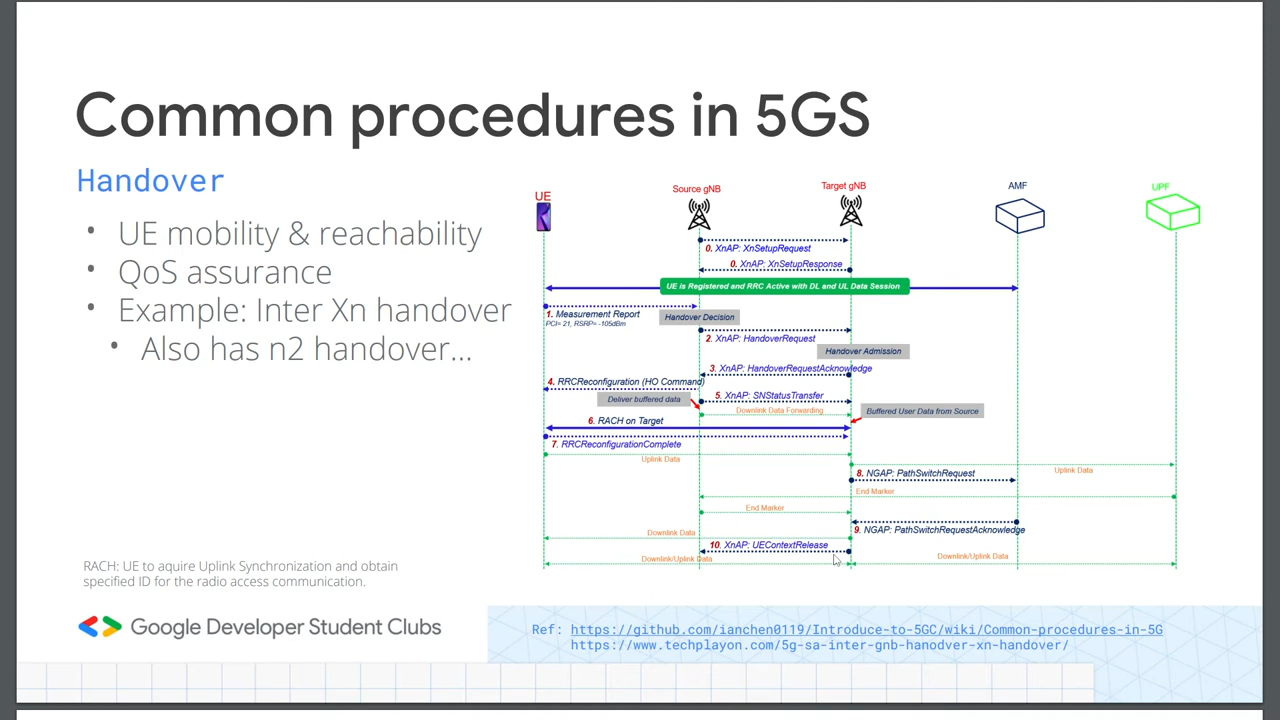 Common procedures in 5GS
Handover
• UE mobility & reachability
• QoS assurance
• Example: Inter Xn handover
• Also has n2 handover...
UE
Source gNB
Target gNB
AMF
UPF
0. XnAP: XnSetupRequest
0. XnAP: XnSetupResponse
UE is Registered and RRC Active with DL and UL Data Session
1. Measurement Report
PCI= 21, RSRP= -105dBm
Handover Decision
2. XnAP: HandoverRequest
Handover Admission
3. XnAP: HandoverRequestAcknowledge
4. RRCReconfiguration (HO Command)
Deliver buffered data
5. XnAP: SNStatusTransfer
Downlink Data Forwarding
Buffered User Data from Source
6. RACH on Target
7. RRCReconfigurationComplete
Uplink Data
Uplink Data
8. NGAP: PathSwitchRequest
End Marker
End Marker
9. NGAP: PathSwitchRequestAcknowledge
Downlink Data
10. XnAP: UEContextRelease
Downlink/Uplink Data
Downlink/Uplink Data
RACH: UE to aquire Uplink Synchronization and obtain
specified ID for the radio access communication.
Google Developer Student Clubs
Ref: https://github.com/ianchen0119/Introduce-to-5GC/wiki/Common-procedures-in-5G
https://www.techplayon.com/5g-sa-inter-gnb-hanodver-xn-handover/